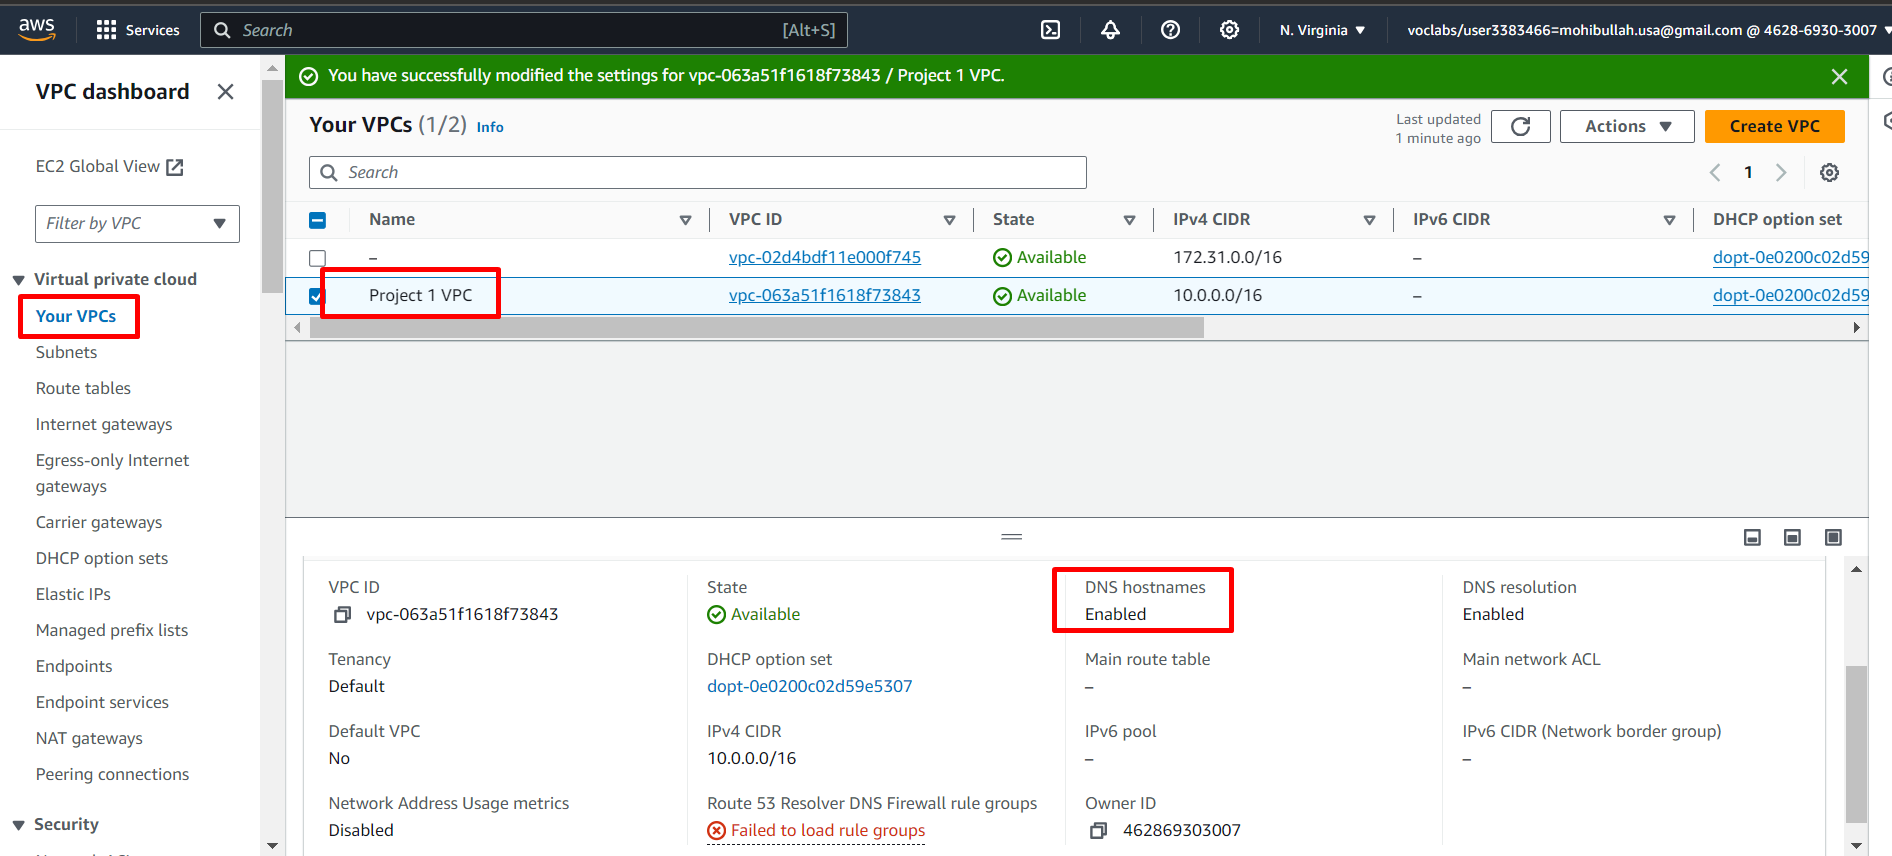 aws Services Search [Alt+S] N. Virginia voclabs/user3383466=mohibullah.usa@gmail.com @ 4628-6930-3007
VPC dashboard
EC2 Global View
Filter by VPC
Virtual private cloud
Your VPCs
Subnets
Route tables
Internet gateways
Egress-only Internet
gateways
Carrier gateways
DHCP option sets
Elastic IPs
Managed prefix lists
Endpoints
Endpoint services
NAT gateways
Peering connections
Security
You have successfully modified the settings for vpc-063a51f1618f73843 / Project 1 VPC.
Your VPCs (1/2) Info
Last updated
1 minute ago
Actions
Create VPC
Search
1
Name VPC ID State IPv4 CIDR IPv6 CIDR DHCP option set
– vpc-02d4bdf11e000f745 Available 172.31.0.0/16 – dopt-0e0200c02d59
Project 1 VPC vpc-063a51f1618f73843 Available 10.0.0.0/16 – dopt-0e0200c02d59
VPC ID State DNS hostnames DNS resolution
vpc-063a51f1618f73843 Available Enabled Enabled
Tenancy DHCP option set Main route table Main network ACL
Default dopt-0e0200c02d59e5307 – –
Default VPC IPv4 CIDR IPv6 pool IPv6 CIDR (Network border group)
No 10.0.0.0/16 – –
Network Address Usage metrics Route 53 Resolver DNS Firewall rule groups Owner ID
Disabled Failed to load rule groups 462869303007